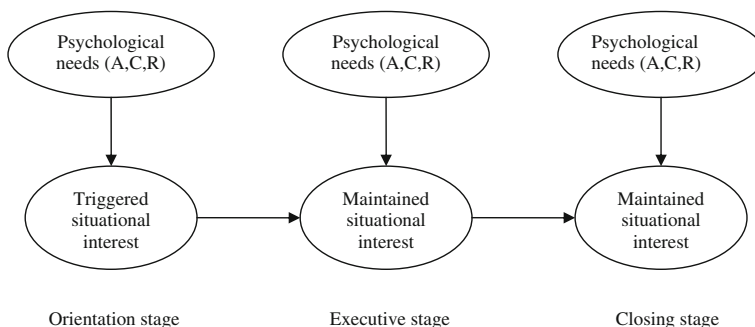 Psychological
needs (A,C,R)
Psychological
needs (A,C,R)
Psychological
needs (A,C,R)
Triggered
situational
interest
Maintained
situational
interest
Maintained
situational
interest
Orientation stage
Executive stage
Closing stage